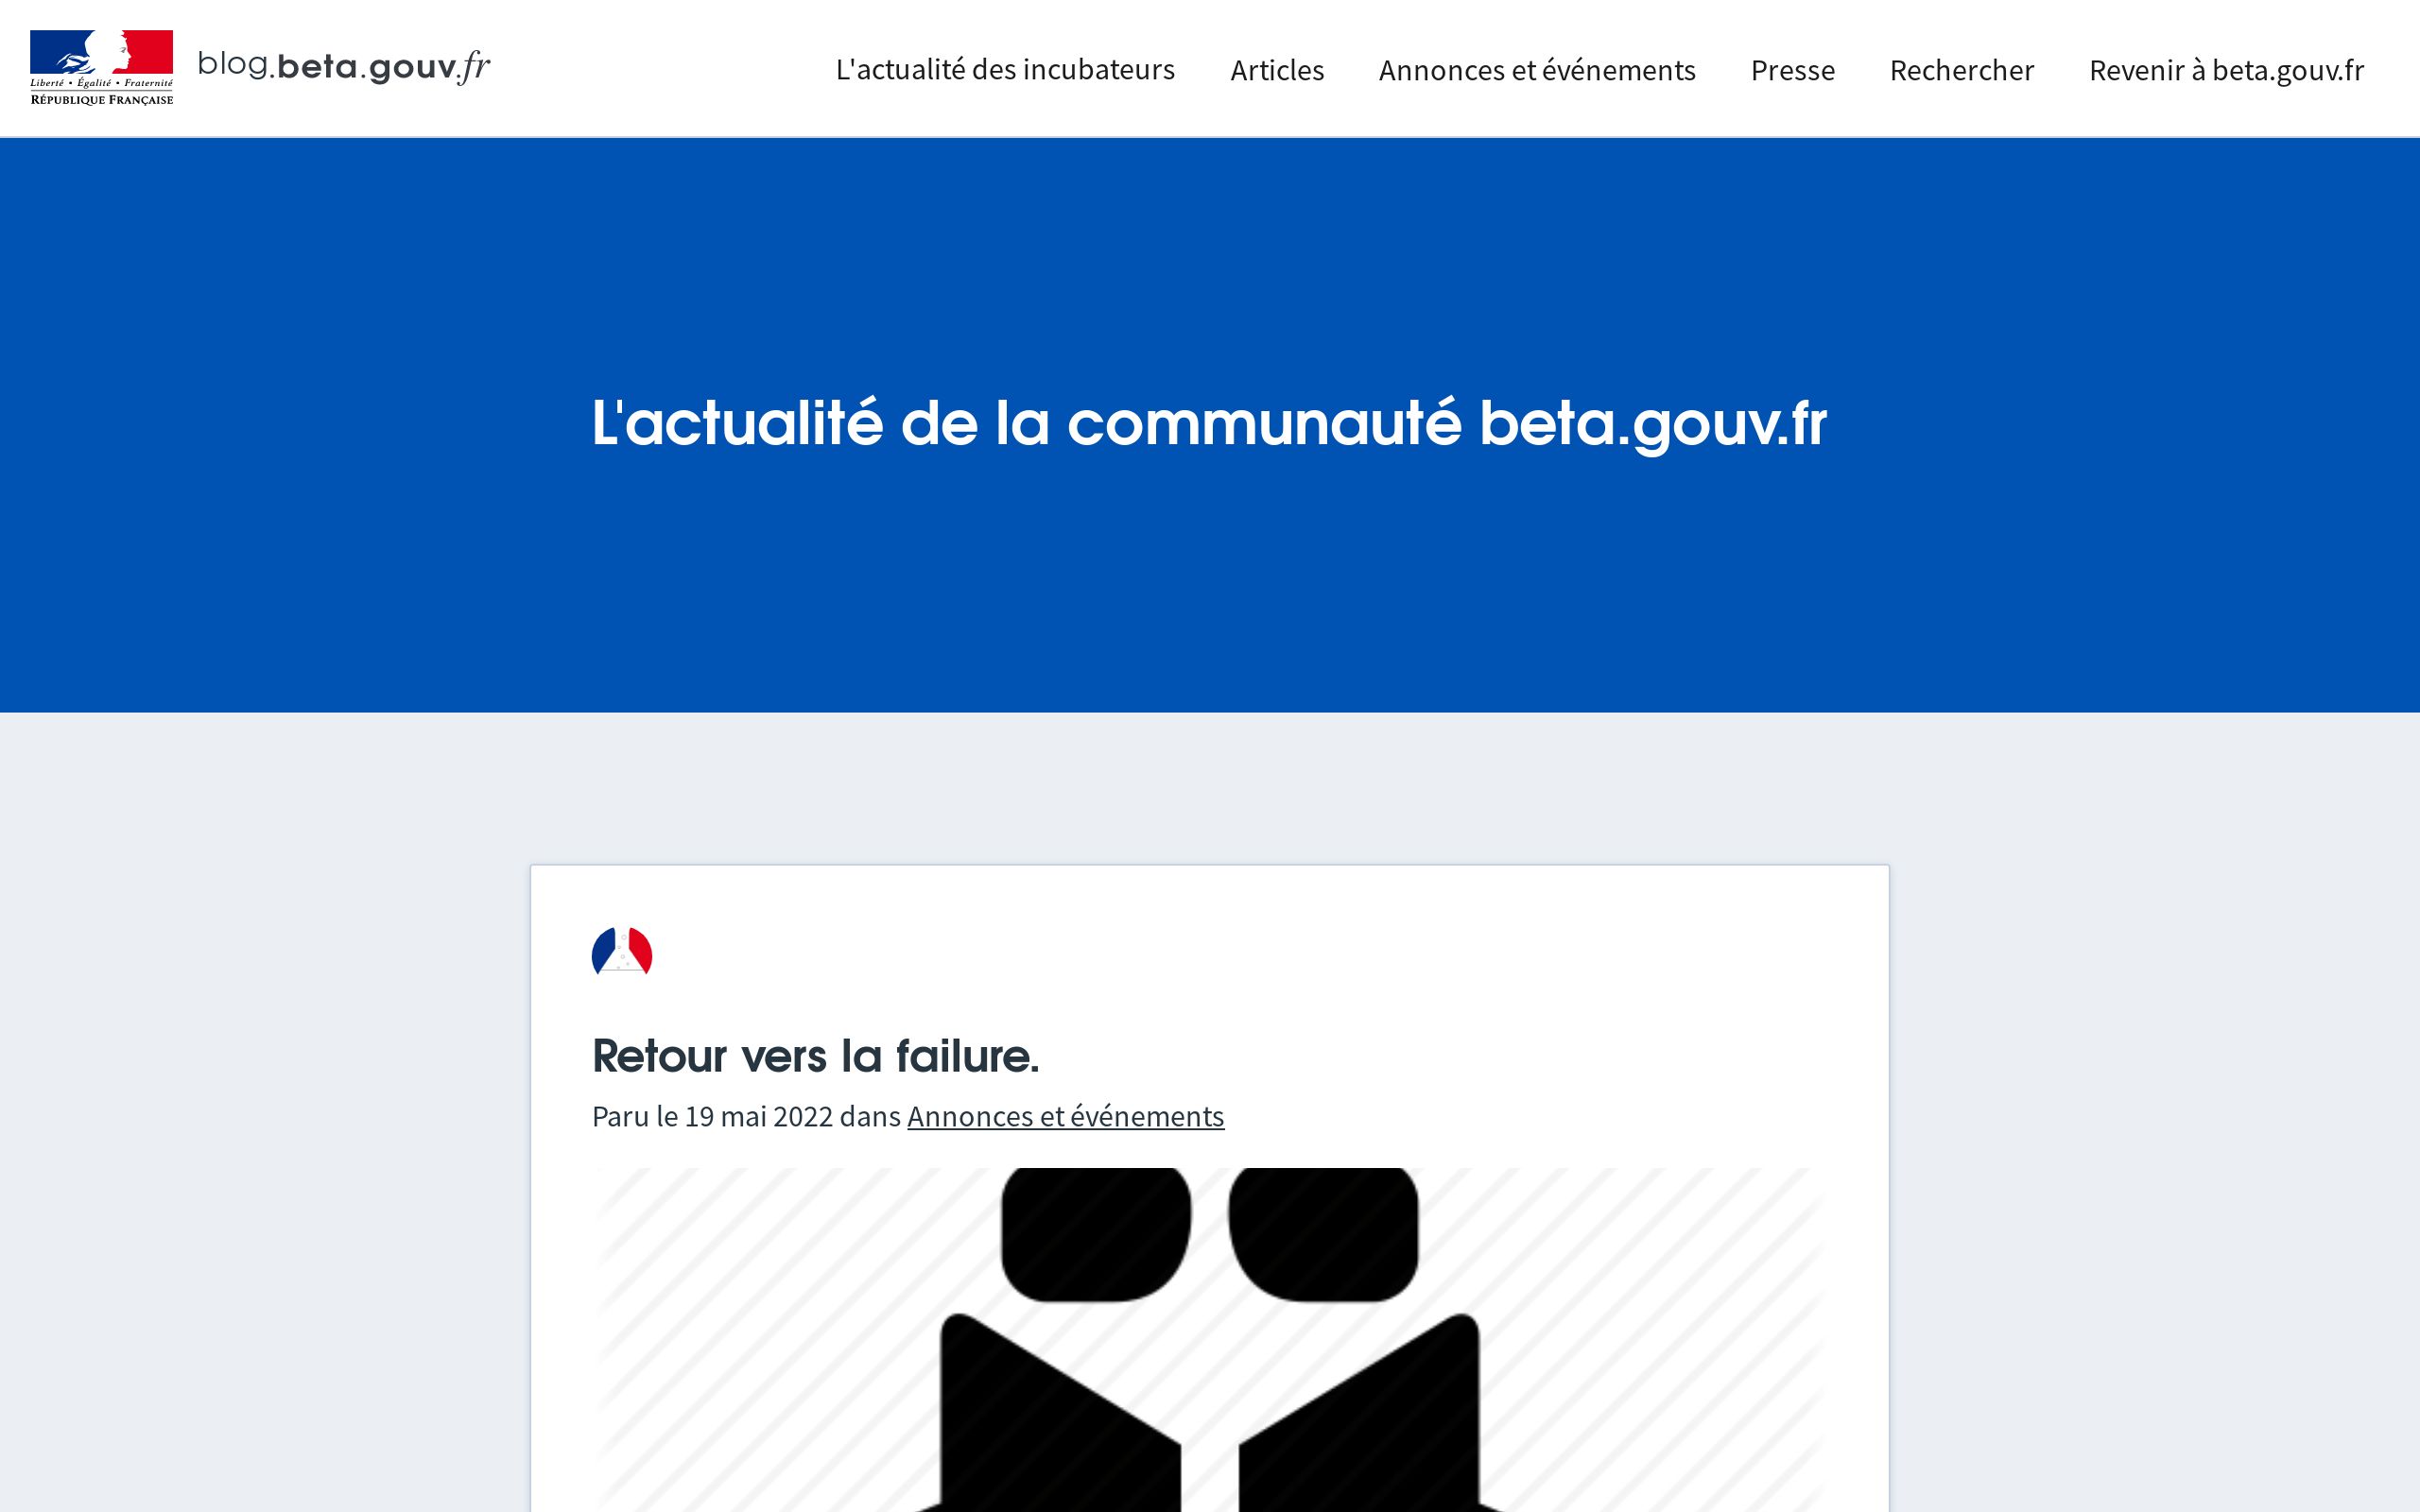 Liberté • Égalité • Fraternité
RÉPUBLIQUE FRANÇAISE
blog.beta.gouv.fr
L'actualité des incubateurs
Articles
Annonces et événements
Presse
Rechercher
Revenir à beta.gouv.fr
L'actualité de la communauté beta.gouv.fr
Retour vers la failure.
Paru le 19 mai 2022 dans Annonces et événements